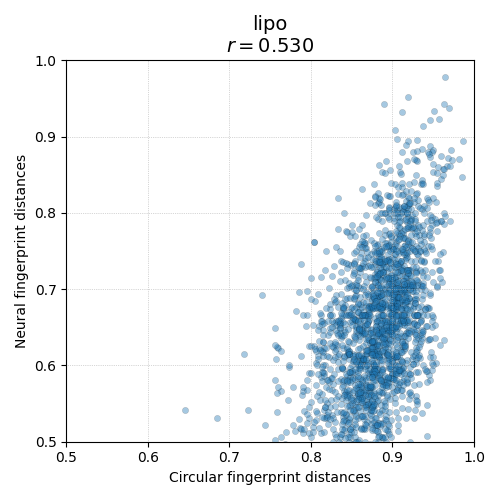 lipo
r = 0.530
1.0
0.9
0.8
0.7
0.6
0.5
Neural fingerprint distances
0.5 0.6 0.7 0.8 0.9 1.0
Circular fingerprint distances